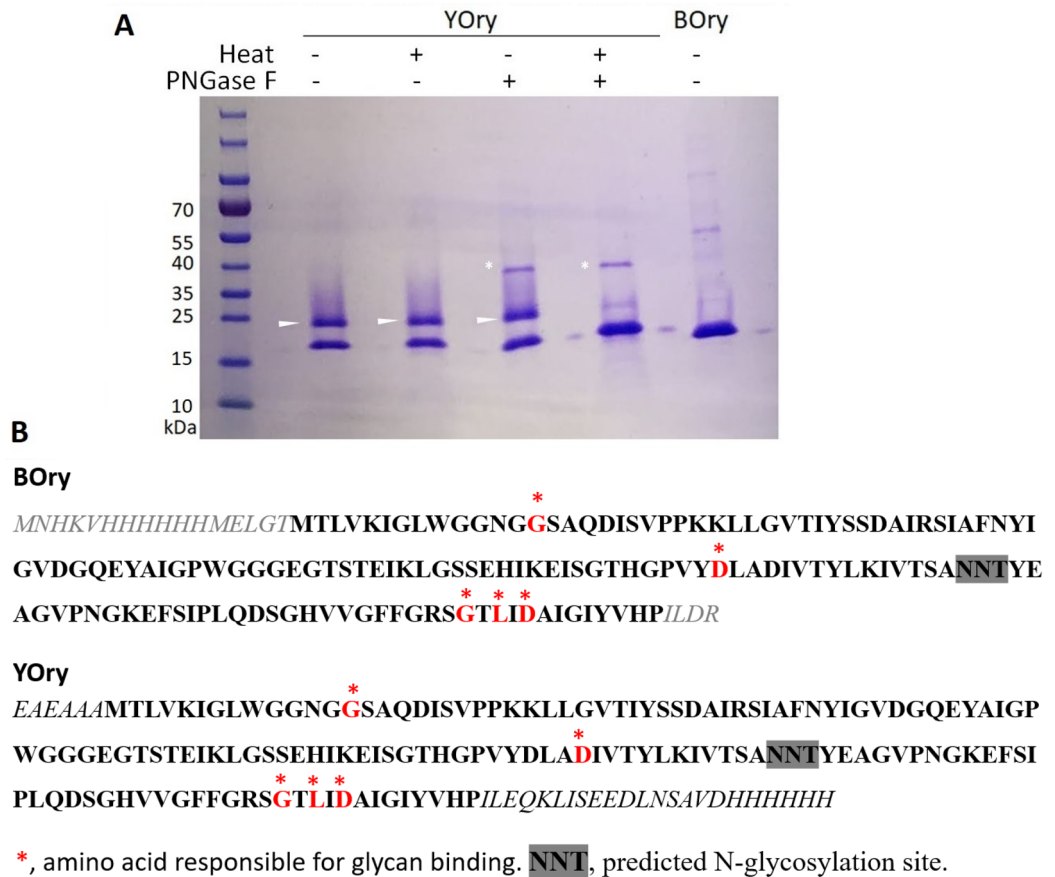 A
YOry BOry
Heat - + - + -
PNGase F - - + + -
70
55
40
35
25
15
10
kDa
* *
B
BOry
*
MNHKVHHHHHHMELGTMTLVKIGLWGGNGGSAQDISVPPKKLLGVTIYSSDAIRSIAFNYI
*
GVDGQEYAIGPWGGGEGTSTEIKLGSSEHIKEISGTHGPVYDLADIVTYLKIVTSANNTYE
* * *
AGVPNGKEFSIPLQDSGHVVGFFGRSGTLIDAIGIYVHPILDR
YOry
*
EAEAAAMTLVKIGLWGGNGGSAQDISVPPKKLLGVTIYSSDAIRSIAFNYIGVDGQEYAIGP
*
WGGGEGTSTEIKLGSSEHIKEISGTHGPVYDLADIVTYLKIVTSANNTYEAGVPNGKEFSI
* * *
PLQDSGHVVGFFGRSGTLIDAIGIYVHPILEQKLISEEDLNSAVDHHHHHH
*, amino acid responsible for glycan binding. NNT, predicted N-glycosylation site.